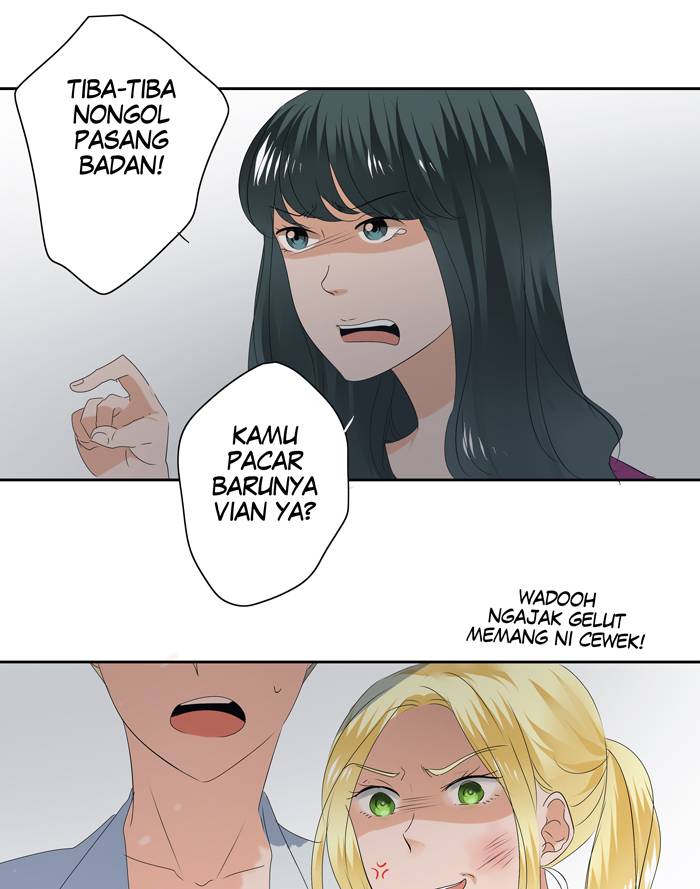 TIBA-TIBA
NONGOL
PASANG
BADAN!
KAMU
PACAR
BARUNYA
VIAN YA?
WADOOH
NGAJAK GELUT
MEMANG NI CEWEK!